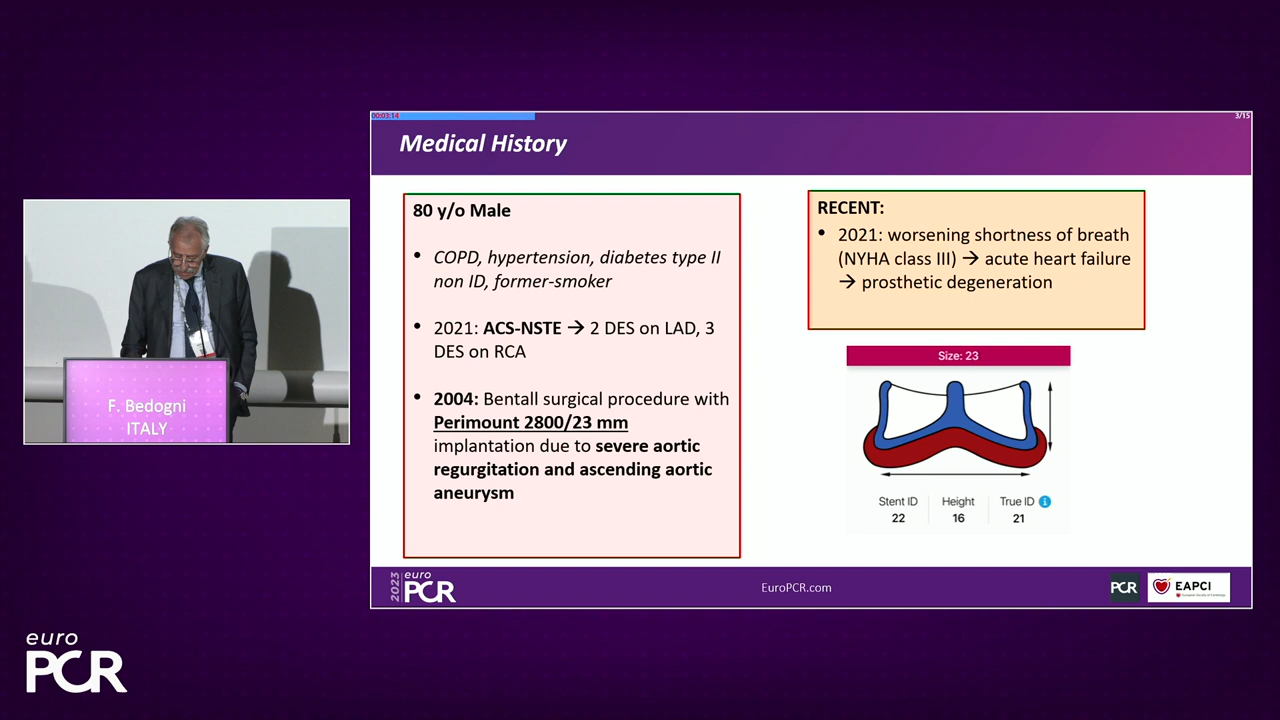 00:03:14
3/15
Medical History
80 y/o Male
• COPD, hypertension, diabetes type II
non ID, former-smoker
• 2021: ACS-NSTE → 2 DES on LAD, 3
DES on RCA
• 2004: Bentall surgical procedure with
Perimount 2800/23 mm
implantation due to severe aortic
regurgitation and ascending aortic
aneurysm
RECENT:
• 2021: worsening shortness of breath
(NYHA class III) → acute heart failure
→ prosthetic degeneration
Size: 23
Stent ID Height True ID i
22 16 21
F. Bedogni
ITALY
2023 euro
PCR
EuroPCR.com
PCR
EAPCI
euro
PCR